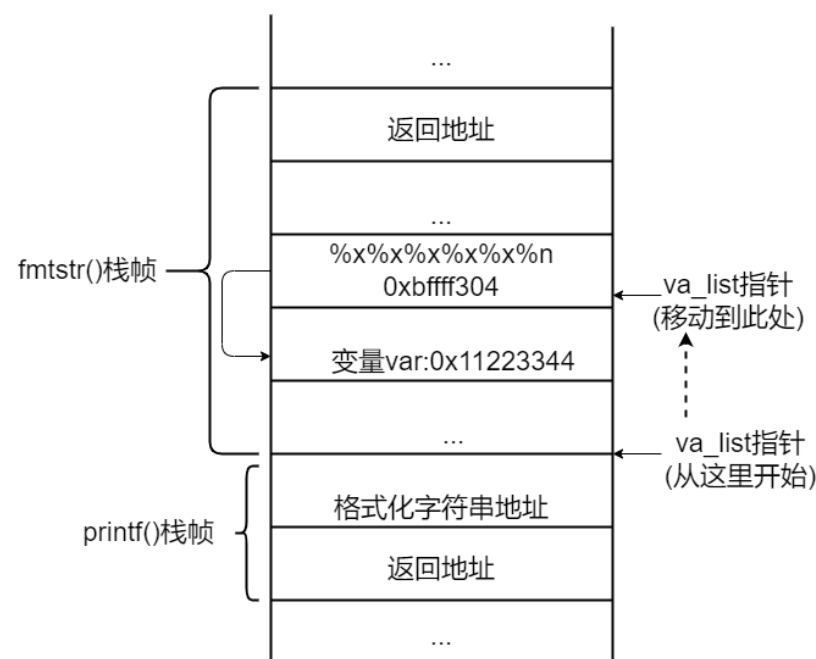 ...
返回地址
...
%x%x%x%x%x%n
0xbffff304
fmtstr()栈帧
va_list指针
(移动到此处)
变量var:0x11223344
...
va_list指针
(从这里开始)
格式化字符串地址
printf()栈帧
返回地址
...